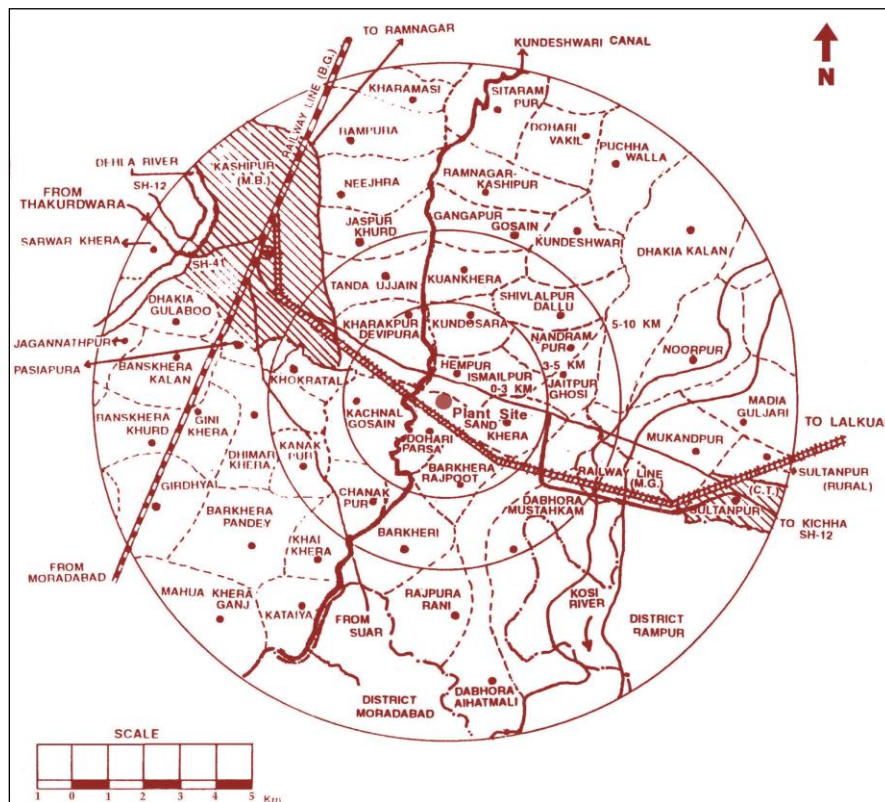 TO RAMNAGAR
KUNDESHWARI CANAL
N
RAILWAY LINE (B.G.)
KHARAMASI
SITARAM
PUR
DOHARI
VAKIL
PUCHHA
WALLA
RAMPURA
DEHLA RIVER
SH-12
KASHIPUR
(M.B.)
FROM
THAKURDWARA
NEEJHRA
RAMNAGAR-
KASHIPUR
GANGAPUR
GOSAIN
JASPUR
KHURD
KUNDESHWARI
DHAKIA KALAN
SARWAR KHERA
SH-41
TANDA UJJAIN
KUANKHERA
SHIVLALPUR
DALLU
DHAKIA
GULABOO
KHARAKPUR
DEVIPURA
KUNDOSARA
5-10 KM
NANDRAM
PUR
3-5 KM
NOORPUR
JAGANNATHPUR
PASIAPURA
BANSKHERA
KALAN
KHOKRATAL
HEMPUR
ISMAILPUR
0-3 KM
JAITPUR
GHOSI
MADIA
GULJARI
RANSKHERA
KHURD
GINI
KHERA
KACHNAL
GOSAIN
Plant Site
SAND
KHERA
TO LALKUA
DHIMAR
KHERA
KANAK
PUR
DOHARI
PARSA
MUKANDPUR
BARKHERA
RAJPOOT
RAILWAY LINE
(M.G.)
SULTANPUR
(RURAL)
(C.T.)
GIRDHYAI
CHANAK
PUR
DABHORA
MUSTAHKAM
SULTANPUR
BARKHERA
PANDEY
TO KICHHA
SH-12
BARKHERI
KHAI
KHERA
FROM
MORADABAD
MAHUA KHERA
GANJ
KATAIYA
FROM
SUAR
RAJPURA
RANI
KOSI
RIVER
DISTRICT
RAMPUR
DISTRICT
MORADABAD
DABHORA
AIHATMALI
SCALE
1 0 1 2 3 4 5
Km